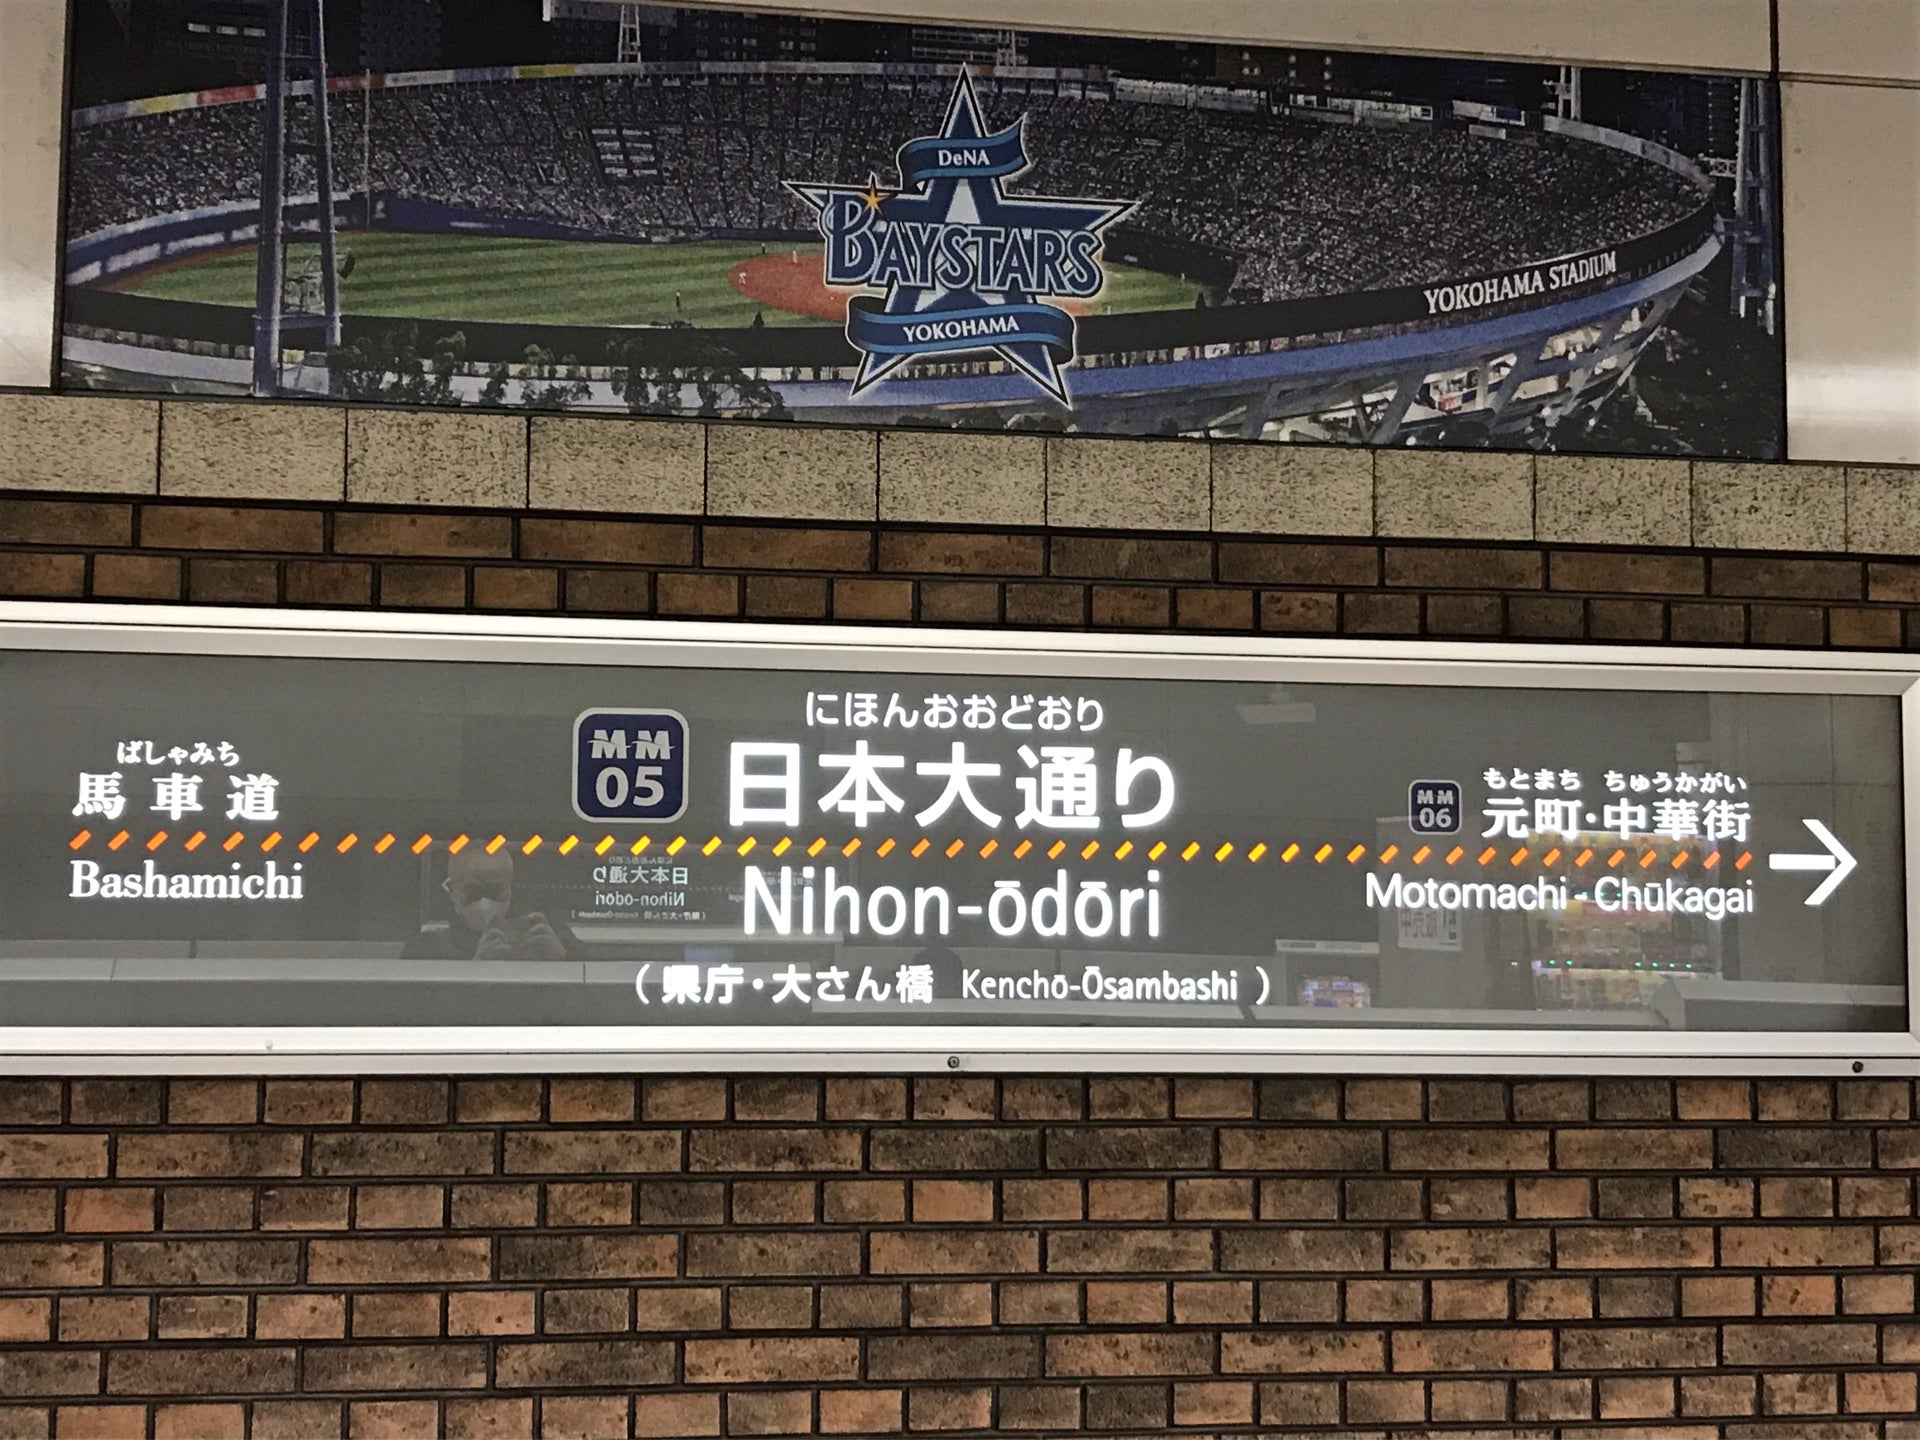 DeNA
BAYSTARS
YOKOHAMA
YOKOHAMA STADIUM
ばしゃみち
馬車道
Bashamichi
MM
05
にほんおおどおり
日本大通り
Nihon-ōdōri
(県庁・大さん橋 Kenchō-Ōsambashi)
MM
06
もとまち ちゅうかがい
元町・中華街
Motomachi-Chūkagai